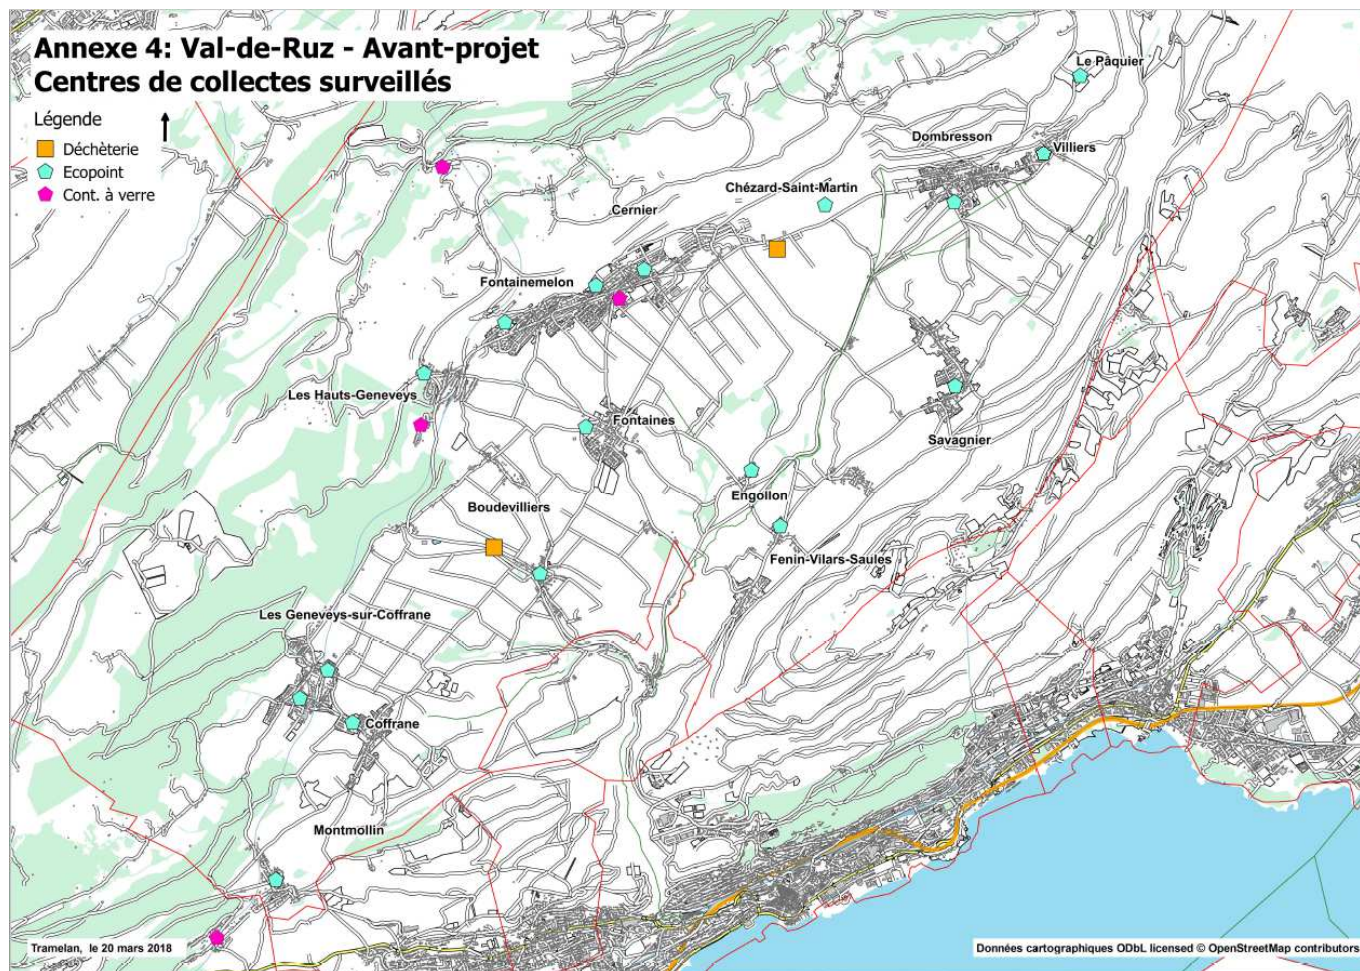 Annexe 4: Val-de-Ruz - Avant-projet
Centres de collectes surveillés
Légende
Déchèterie
Ecopoint
Cont. à verre
Le Pâquier
Dombresson
Villiers
Chézard-Saint-Martin
Cernier
Fontainemelon
Les Hauts-Geneveys
Fontaines
Savagnier
Engollon
Boudevilliers
Fenin-Vilars-Saules
Les Geneveys-sur-Coffrane
Coffrane
Montmollin
Tramelan, le 20 mars 2018
Données cartographiques ODbL licensed © OpenStreetMap contributors